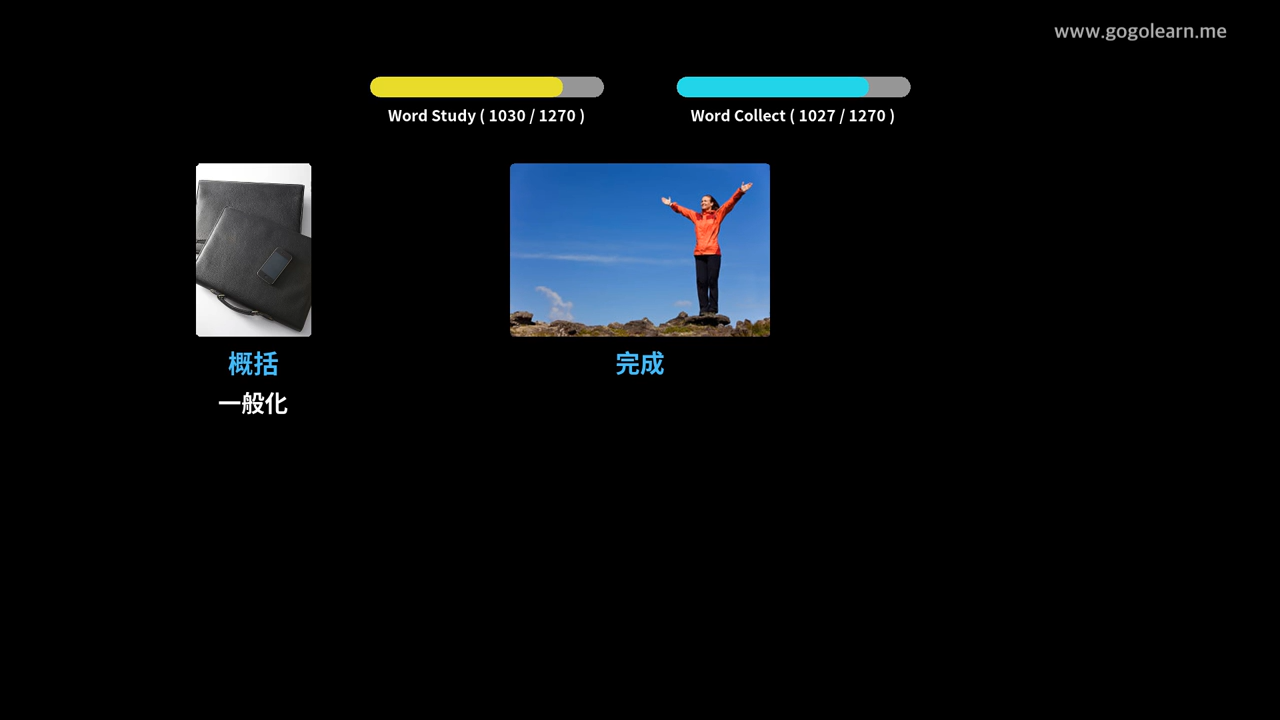 www.gogolearn.me
Word Study ( 1030 / 1270 )
Word Collect ( 1027 / 1270 )
概括
一般化
完成